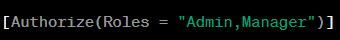 [Authorize(Roles = "Admin,Manager")]